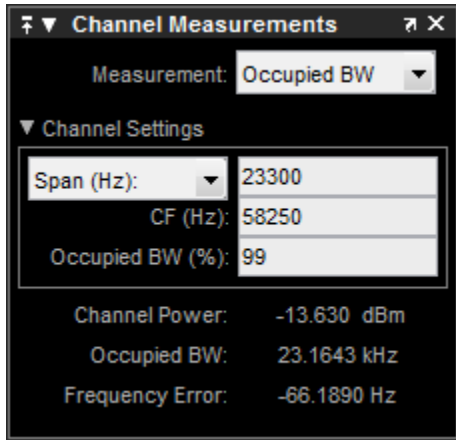 Channel Measurements
Measurement: Occupied BW
Channel Settings
Span (Hz): 23300
CF (Hz): 58250
Occupied BW (%): 99
Channel Power: -13.630 dBm
Occupied BW: 23.1643 kHz
Frequency Error: -66.1890 Hz